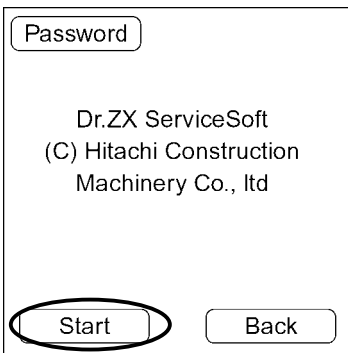 Password
Dr.ZX ServiceSoft
(C) Hitachi Construction
Machinery Co., ltd
Start
Back